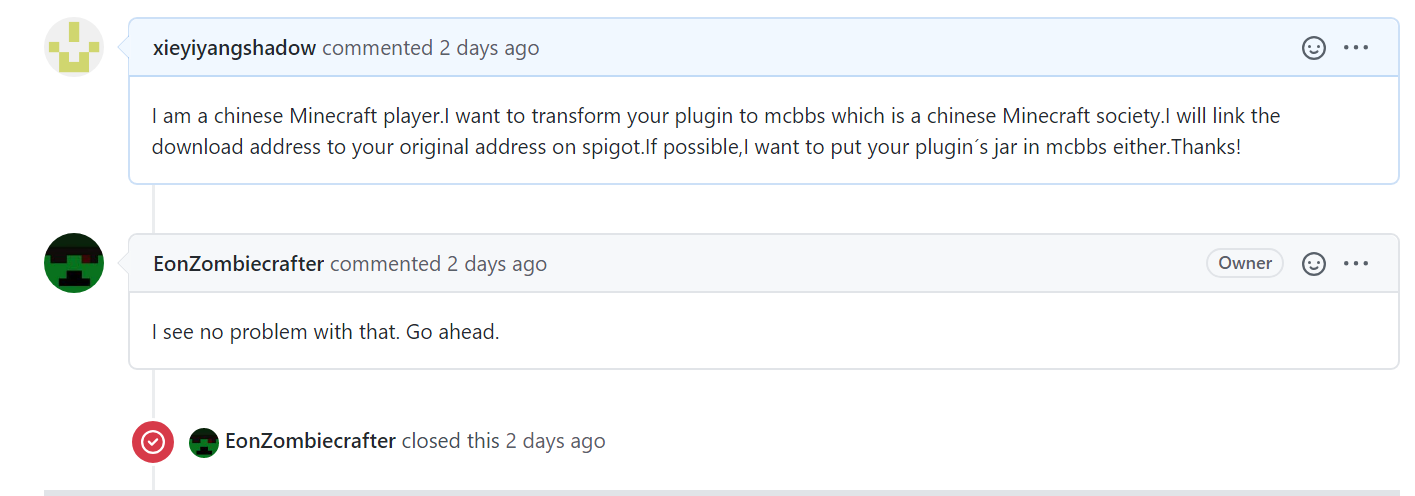 xieyiyangshadow commented 2 days ago
I am a chinese Minecraft player.I want to transform your plugin to mcbbs which is a chinese Minecraft society.I will link the
download address to your original address on spigot.If possible,I want to put your plugin´s jar in mcbbs either.Thanks!
EonZombiecrafter commented 2 days ago Owner
I see no problem with that. Go ahead.
EonZombiecrafter closed this 2 days ago